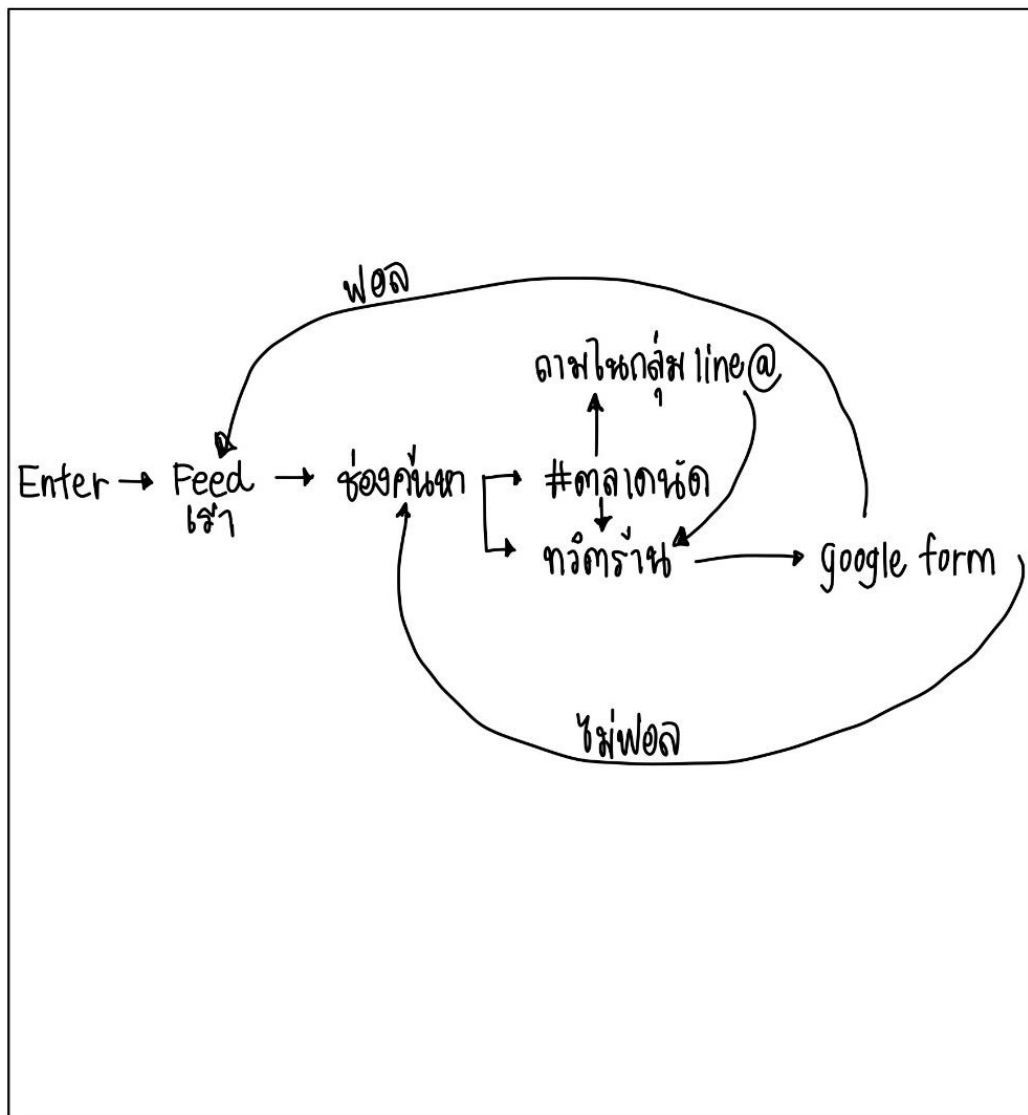 ฟอล
ถามในกลุ่ม line@
Enter → Feed → ช่องค้นหา → #ตลาดนัด
เรา
ทวิตร้าน → google form
ไม่ฟอล